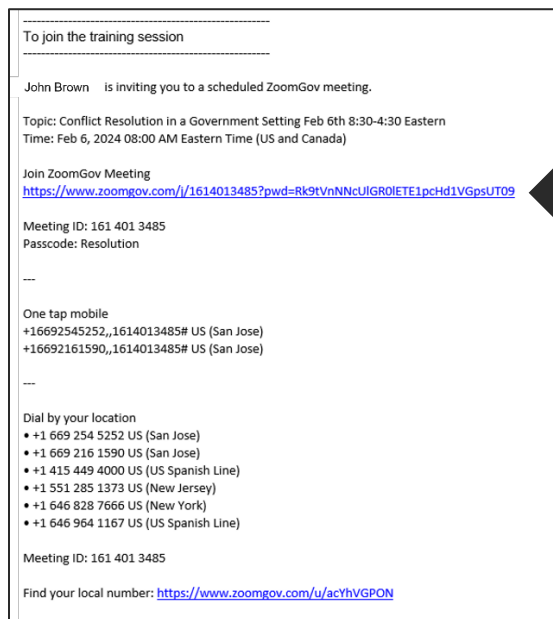 --------------------------------------------------------
To join the training session
--------------------------------------------------------
John Brown is inviting you to a scheduled ZoomGov meeting.
Topic: Conflict Resolution in a Government Setting Feb 6th 8:30-4:30 Eastern
Time: Feb 6, 2024 08:00 AM Eastern Time (US and Canada)
Join ZoomGov Meeting
https://www.zoomgov.com/j/1614013485?pwd=Rk9tVnNNcUlGR0lETE1pcHd1VGpsUT09
Meeting ID: 161 401 3485
Passcode: Resolution
---
One tap mobile
+16692545252,,1614013485# US (San Jose)
+16692161590,,1614013485# US (San Jose)
---
Dial by your location
• +1 669 254 5252 US (San Jose)
• +1 669 216 1590 US (San Jose)
• +1 415 449 4000 US (US Spanish Line)
• +1 551 285 1373 US (New Jersey)
• +1 646 828 7666 US (New York)
• +1 646 964 1167 US (US Spanish Line)
Meeting ID: 161 401 3485
Find your local number: https://www.zoomgov.com/u/acYhVGPON